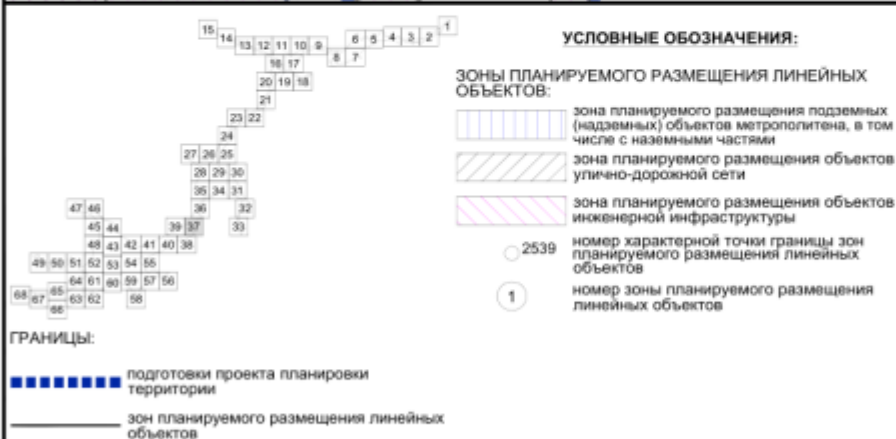 1
15
14 13 12 11 10 9 8 7 6 5 4 3 2
16 17
20 19 18
21
23 22
24
27 26 25
28 29 30
35 34 31
36 32
47 46
45 44 39 37 33
48 43 42 41 40 38
49 50 51 52 53 54 55
64 61 60 59 57 56
68 67 65 63 62 58
66
УСЛОВНЫЕ ОБОЗНАЧЕНИЯ:
ЗОНЫ ПЛАНИРУЕМОГО РАЗМЕЩЕНИЯ ЛИНЕЙНЫХ
ОБЪЕКТОВ:
зона планируемого размещения подземных
(надземных) объектов метрополитена, в том
числе с наземными частями
зона планируемого размещения объектов
улично-дорожной сети
зона планируемого размещения объектов
инженерной инфраструктуры
2539 номер характерной точки границы зон
планируемого размещения линейных
объектов
1 номер зоны планируемого размещения
линейных объектов
ГРАНИЦЫ:
подготовки проекта планировки
территории
зон планируемого размещения линейных
объектов